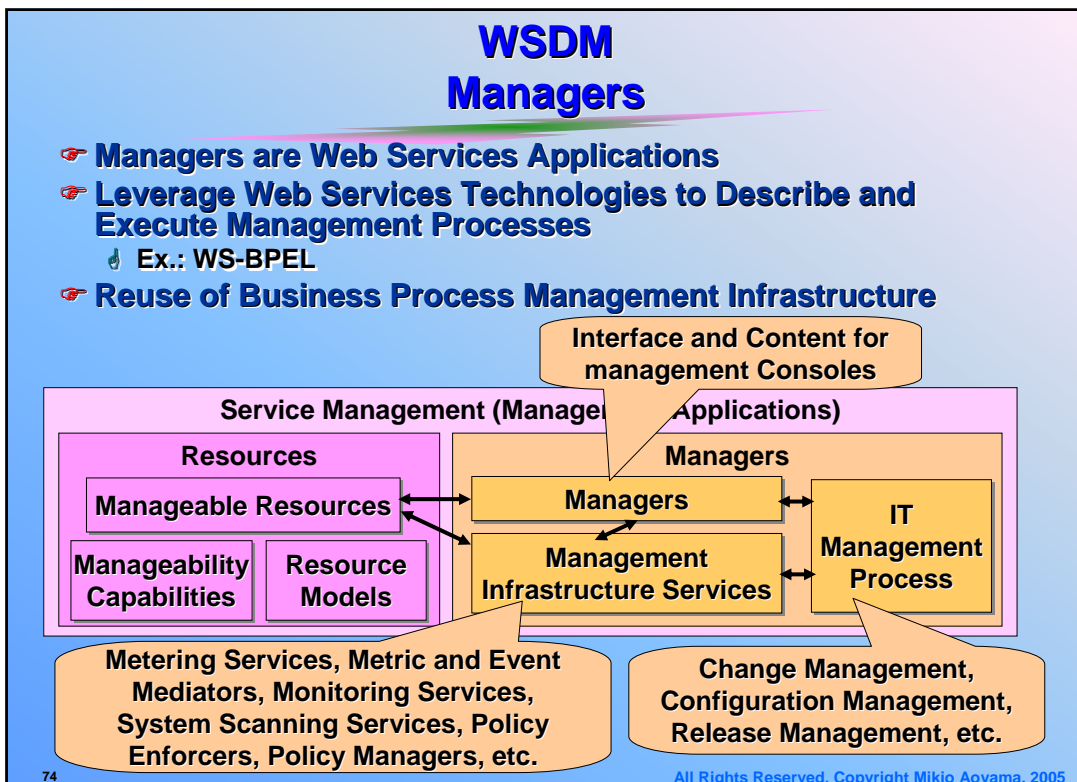 WSDM
Managers
Managers are Web Services Applications
Leverage Web Services Technologies to Describe and
Execute Management Processes
Ex.: WS-BPEL
Reuse of Business Process Management Infrastructure
Interface and Content for
management Consoles
Service Management (Manager Applications)
Resources
Managers
Manageable Resources
Managers
IT
Management
Process
Manageability
Capabilities
Resource
Models
Management
Infrastructure Services
Metering Services, Metric and Event
Mediators, Monitoring Services,
System Scanning Services, Policy
Enforcers, Policy Managers, etc.
Change Management,
Configuration Management,
Release Management, etc.
74
All Rights Reserved, Copyright Mikio Aoyama, 2005